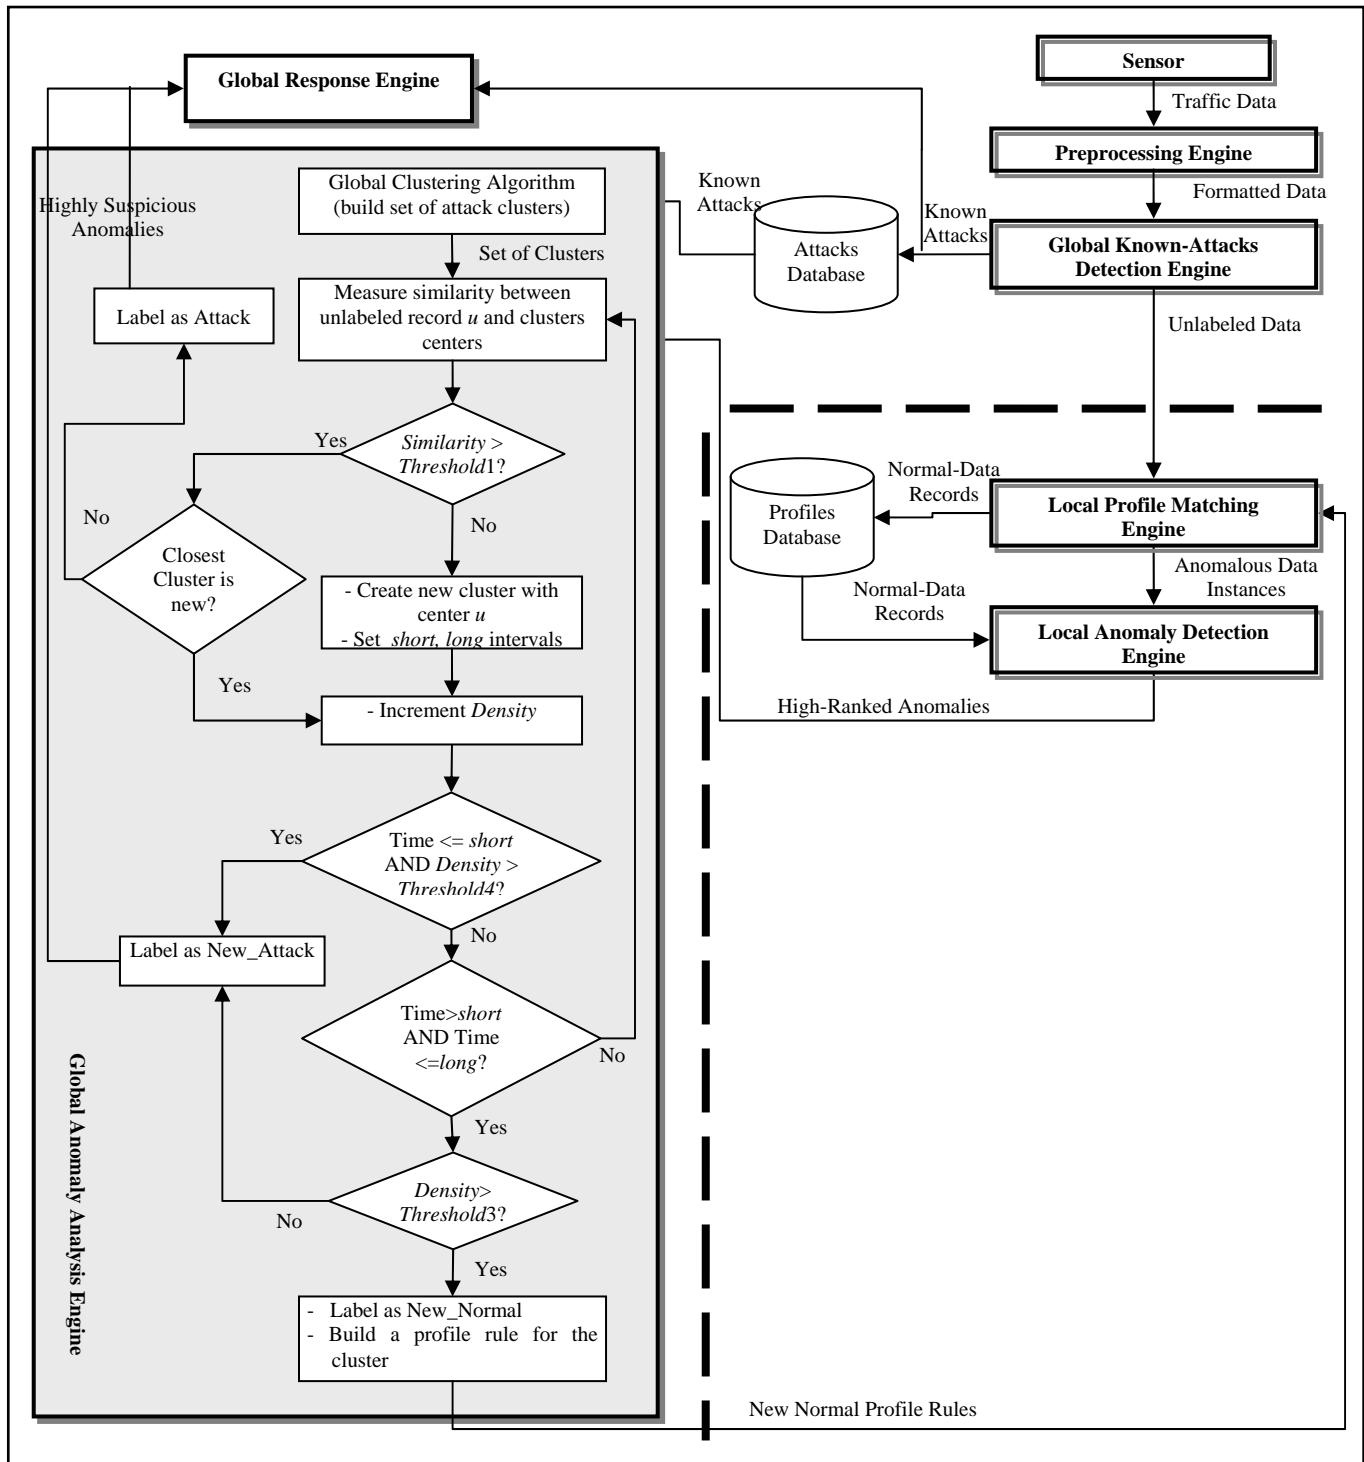 Global Response Engine
Sensor
Traffic Data
Preprocessing Engine
Formatted Data
Global Known-Attacks
Detection Engine
Known
Attacks
Known
Attacks
Attacks
Database
Unlabeled Data
Highly Suspicious
Anomalies
Global Clustering Algorithm
(build set of attack clusters)
Set of Clusters
Label as Attack
Measure similarity between
unlabeled record u and clusters
centers
Yes
Similarity >
Threshold1?
No
No
Closest
Cluster is
new?
- Create new cluster with
center u
- Set short, long intervals
Yes
- Increment Density
Yes
Time <= short
AND Density >
Threshold4?
No
Label as New_Attack
Time>short
AND Time
<=long?
No
Yes
Density>
Threshold3?
No
Yes
- Label as New_Normal
- Build a profile rule for the
cluster
Global Anomaly Analysis Engine
Profiles
Database
Normal-Data
Records
Local Profile Matching
Engine
Anomalous Data
Instances
Normal-Data
Records
Local Anomaly Detection
Engine
High-Ranked Anomalies
New Normal Profile Rules